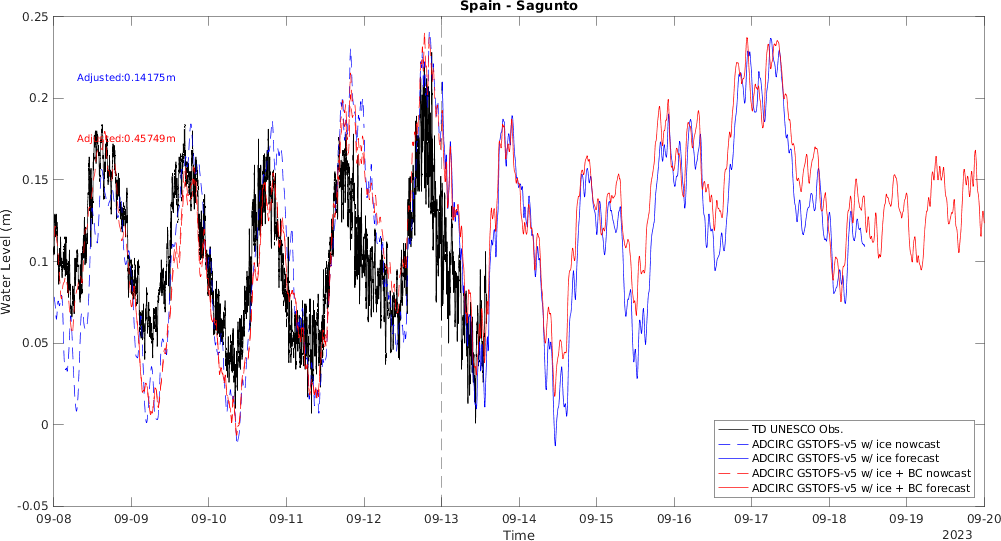 Spain - Sagunto
0.25
0.2
0.15
0.1
0.05
0
-0.05
Water Level (m)
Adjusted:0.14175m
Adjusted:0.45749m
TD UNESCO Obs.
ADCIRC GSTOFS-v5 w/ ice nowcast
ADCIRC GSTOFS-v5 w/ ice forecast
ADCIRC GSTOFS-v5 w/ ice + BC nowcast
ADCIRC GSTOFS-v5 w/ ice + BC forecast
09-08 09-09 09-10 09-11 09-12 09-13 09-14 09-15 09-16 09-17 09-18 09-19 09-20
Time
2023